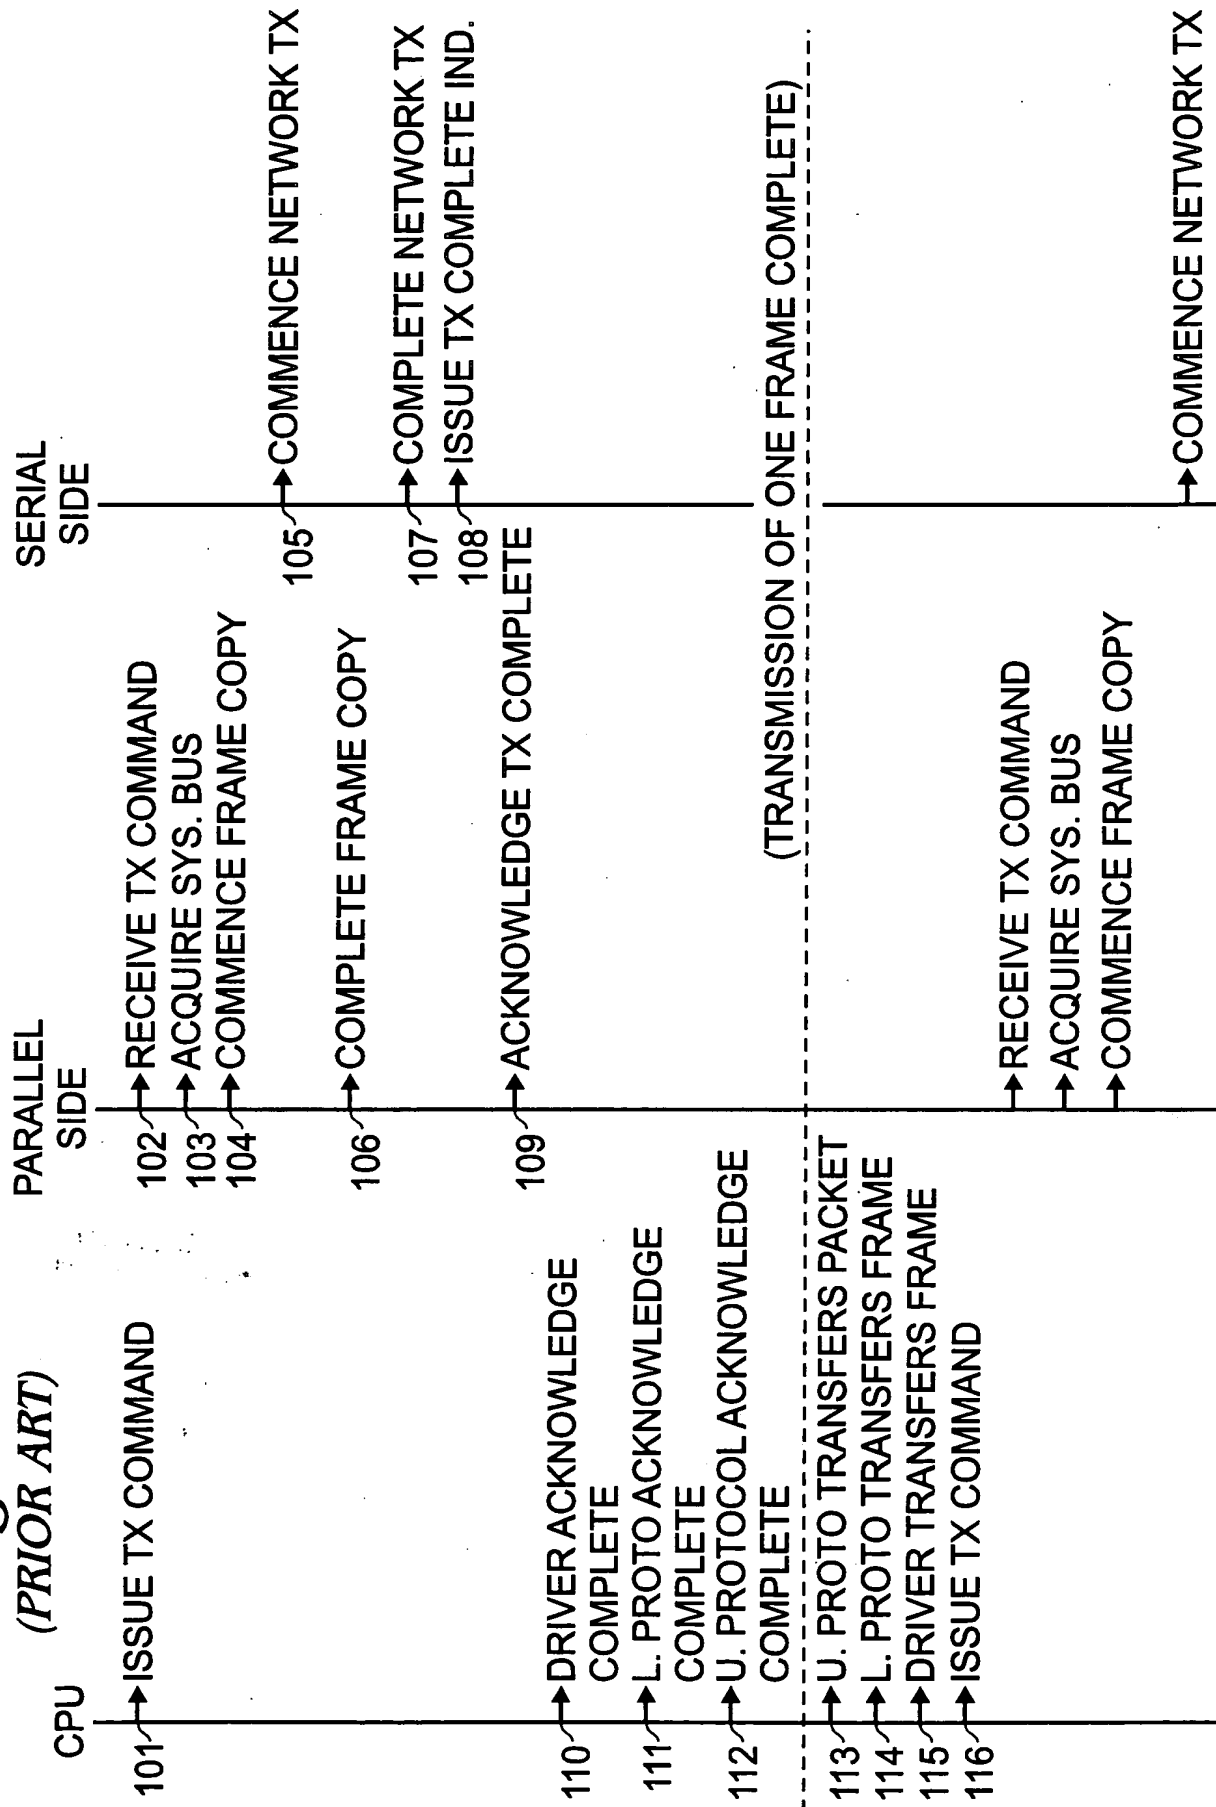 (PRIOR ART)
CPU
PARALLEL
SIDE
SERIAL
SIDE
101
ISSUE TX COMMAND
102
RECEIVE TX COMMAND
103
ACQUIRE SYS. BUS
104
COMMENCE FRAME COPY
105
COMMENCE NETWORK TX
106
COMPLETE FRAME COPY
107
COMPLETE NETWORK TX
108
ISSUE TX COMPLETE IND.
109
ACKNOWLEDGE TX COMPLETE
110
DRIVER ACKNOWLEDGE
COMPLETE
111
L. PROTO ACKNOWLEDGE
COMPLETE
112
U. PROTOCOL ACKNOWLEDGE
COMPLETE
(TRANSMISSION OF ONE FRAME COMPLETE)
113
U. PROTO TRANSFERS PACKET
114
L. PROTO TRANSFERS FRAME
115
DRIVER TRANSFERS FRAME
116
ISSUE TX COMMAND
RECEIVE TX COMMAND
ACQUIRE SYS. BUS
COMMENCE FRAME COPY
COMMENCE NETWORK TX